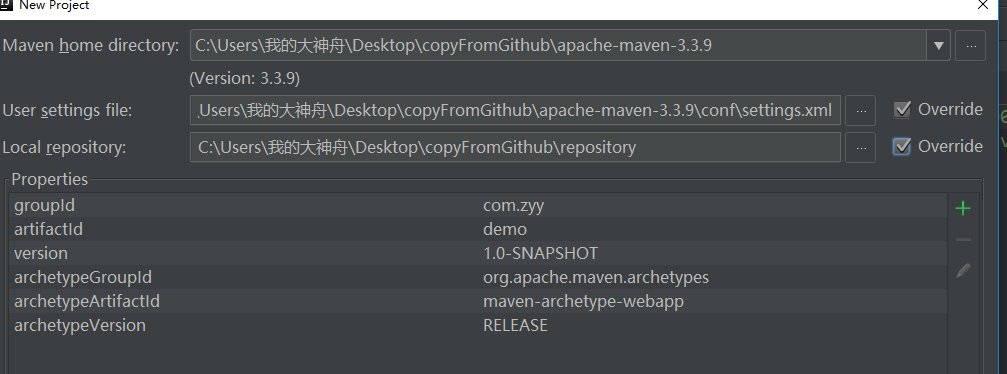 New Project
Maven home directory: C:\Users\我的大神舟\Desktop\copyFromGithub\apache-maven-3.3.9 ...
(Version: 3.3.9)
User settings file: Users\我的大神舟\Desktop\copyFromGithub\apache-maven-3.3.9\conf\settings.xml ... Override
Local repository: C:\Users\我的大神舟\Desktop\copyFromGithub\repository ... Override
Properties
groupId com.zyy
artifactId demo
version 1.0-SNAPSHOT
archetypeGroupId org.apache.maven.archetypes
archetypeArtifactId maven-archetype-webapp
archetypeVersion RELEASE